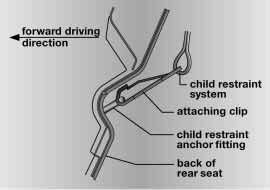 forward driving
direction
child restraint
system
attaching clip
child restraint
anchor fitting
back of
rear seat